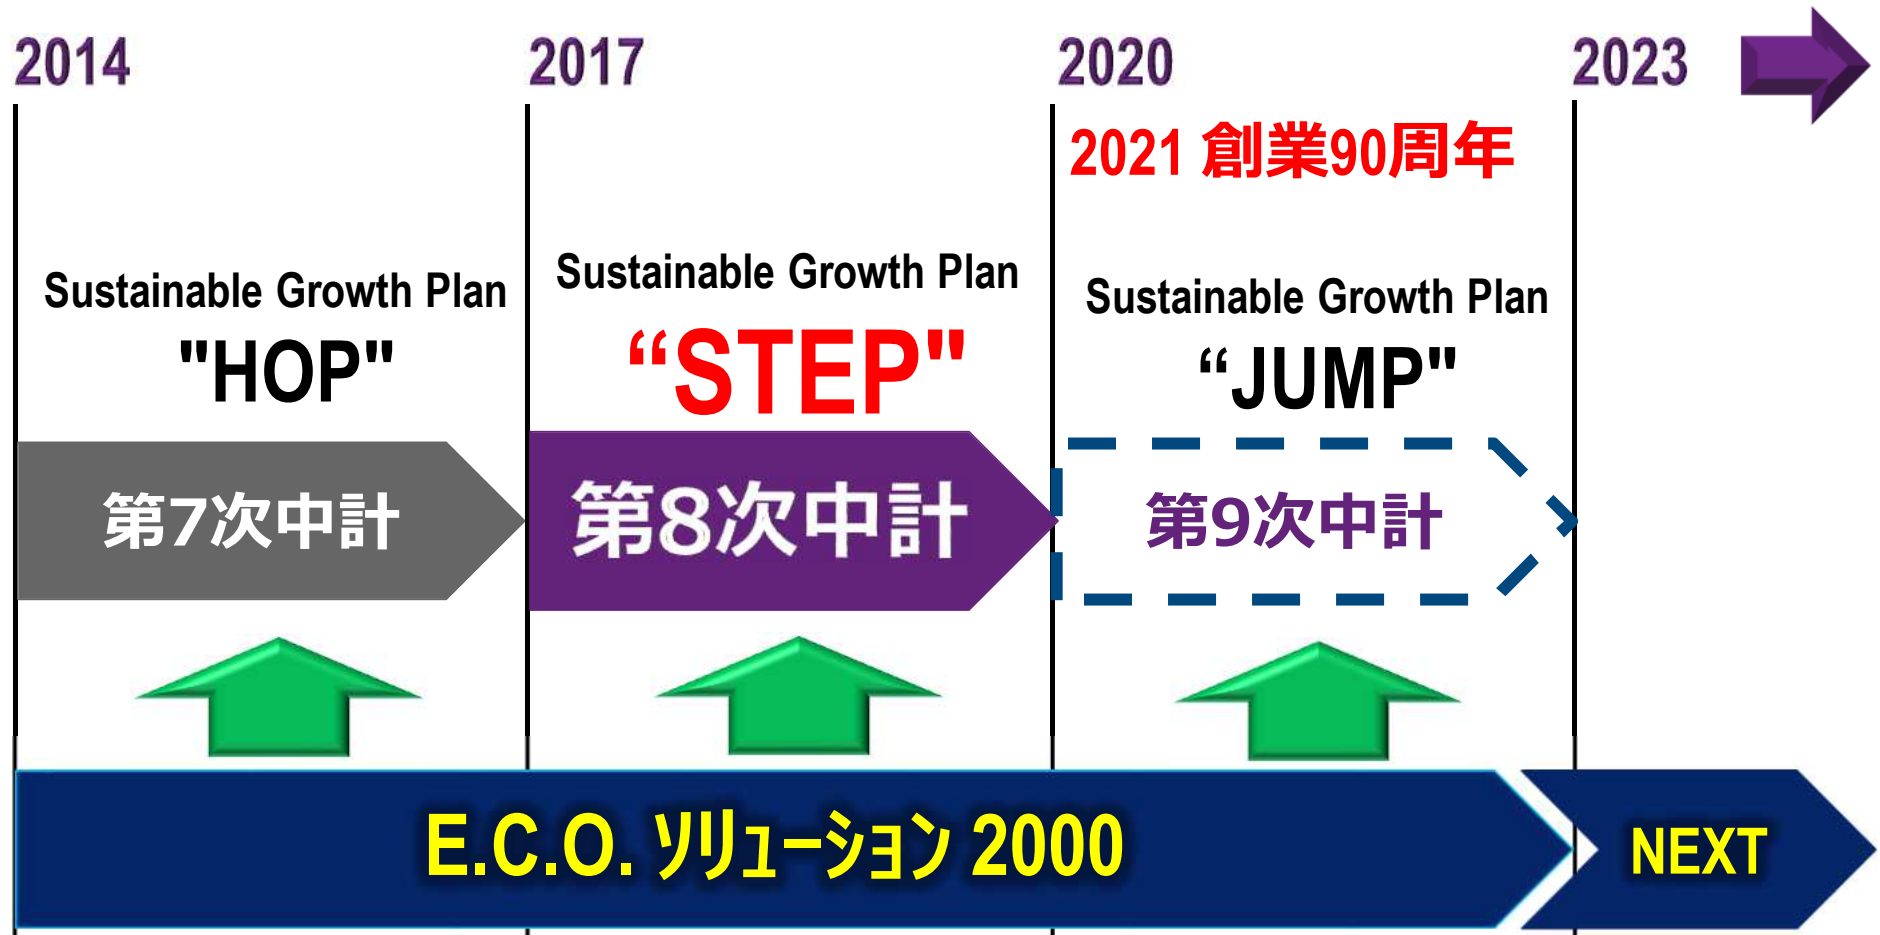 2014
2017
2020
2023
2021 創業90周年
Sustainable Growth Plan
"HOP"
Sustainable Growth Plan
“STEP"
Sustainable Growth Plan
“JUMP"
第7次中計
第8次中計
第9次中計
E.C.O. ソリューション 2000
NEXT